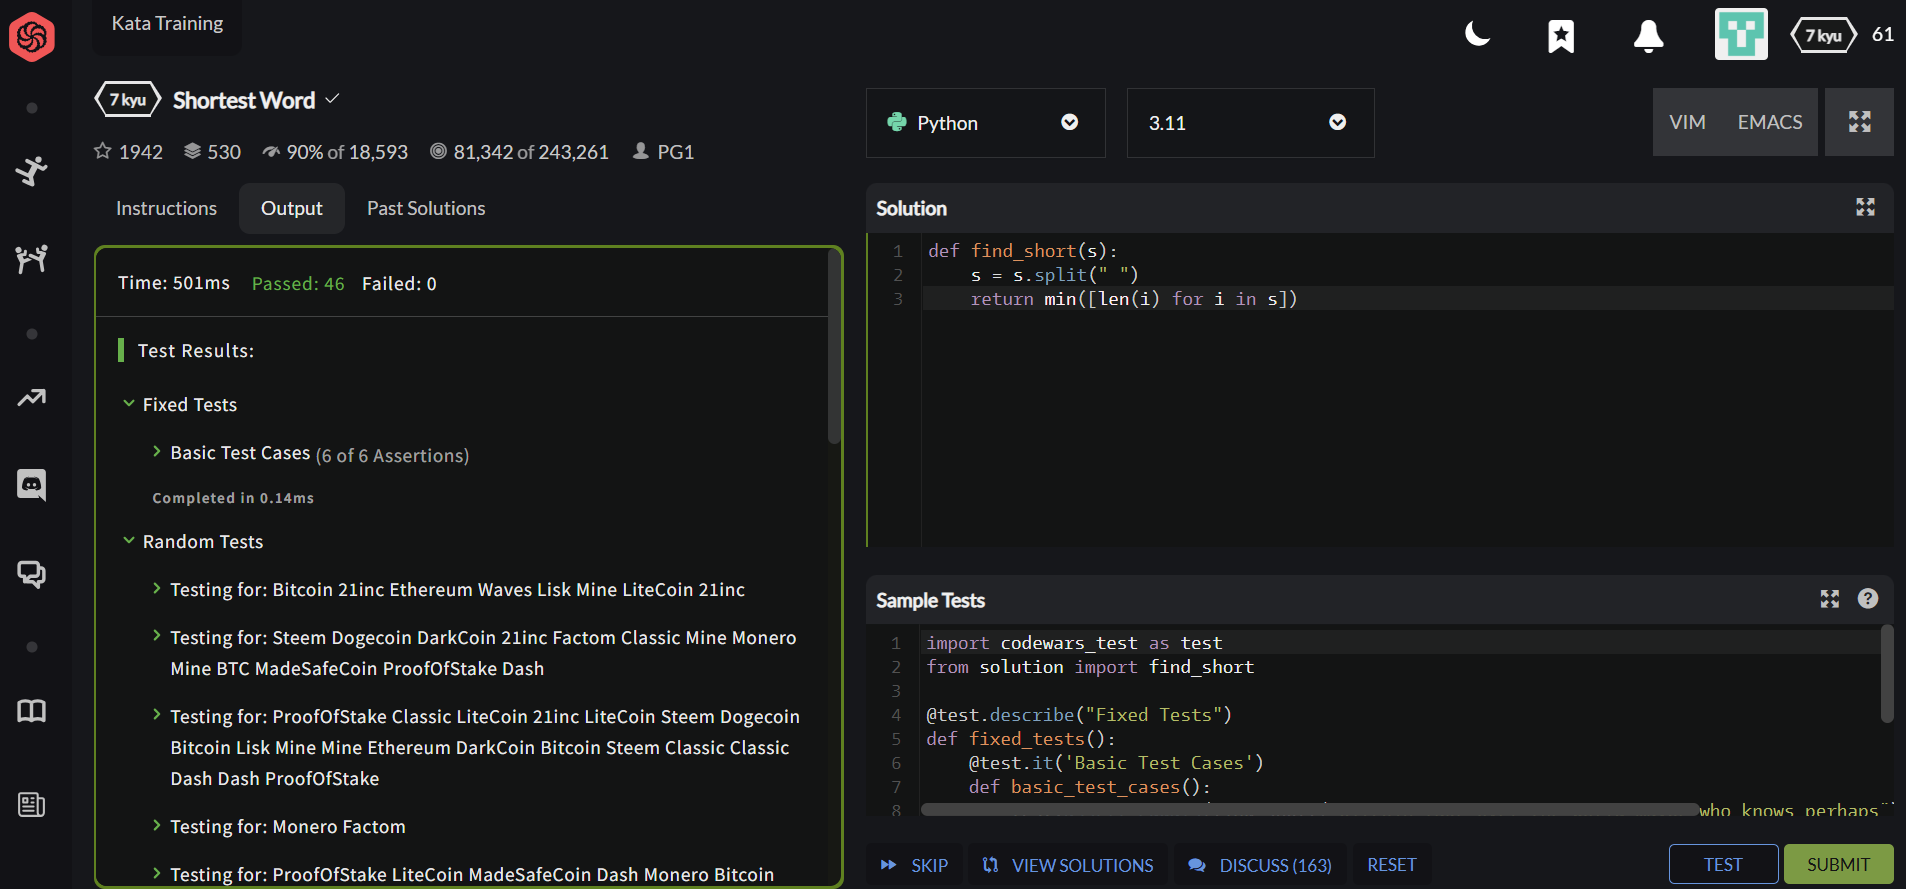 Kata Training
7 kyu 61
7 kyu Shortest Word
1942 530 90% of 18,593 81,342 of 243,261 PG1
Instructions Output Past Solutions
Time: 501ms Passed: 46 Failed: 0
Test Results:
Fixed Tests
Basic Test Cases (6 of 6 Assertions)
Completed in 0.14ms
Random Tests
Testing for: Bitcoin 21inc Ethereum Waves Lisk Mine LiteCoin 21inc
Testing for: Steem Dogecoin DarkCoin 21inc Factom Classic Mine Monero
Mine BTC MadeSafeCoin ProofOfStake Dash
Testing for: ProofOfStake Classic LiteCoin 21inc LiteCoin Steem Dogecoin
Bitcoin Lisk Mine Mine Ethereum DarkCoin Bitcoin Steem Classic Classic
Dash Dash ProofOfStake
Testing for: Monero Factom
Testing for: ProofOfStake LiteCoin MadeSafeCoin Dash Monero Bitcoin
Python 3.11 VIM EMACS
Solution
1 def find_short(s):
2 s = s.split(" ")
3 return min([len(i) for i in s])
Sample Tests
1 import codewars_test as test
2 from solution import find_short
3
4 @test.describe("Fixed Tests")
5 def fixed_tests():
6 @test.it('Basic Test Cases')
7 def basic_test_cases():
8 who knows perhaps"
SKIP VIEW SOLUTIONS DISCUSS (163) RESET TEST SUBMIT